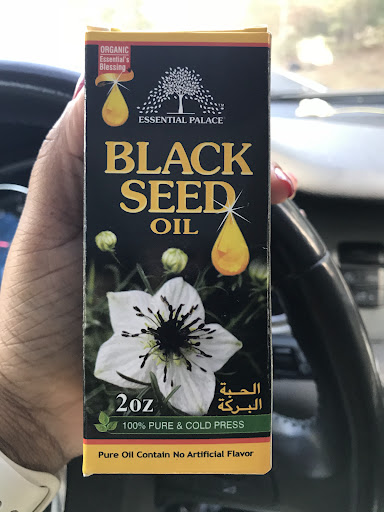 ORGANIC
Essential's
Blessing
ESSENTIAL PALACE
BLACK
SEED
OIL
2oz
الحبة
البركة
100% PURE & COLD PRESS
Pure Oil Contain No Artificial Flavor